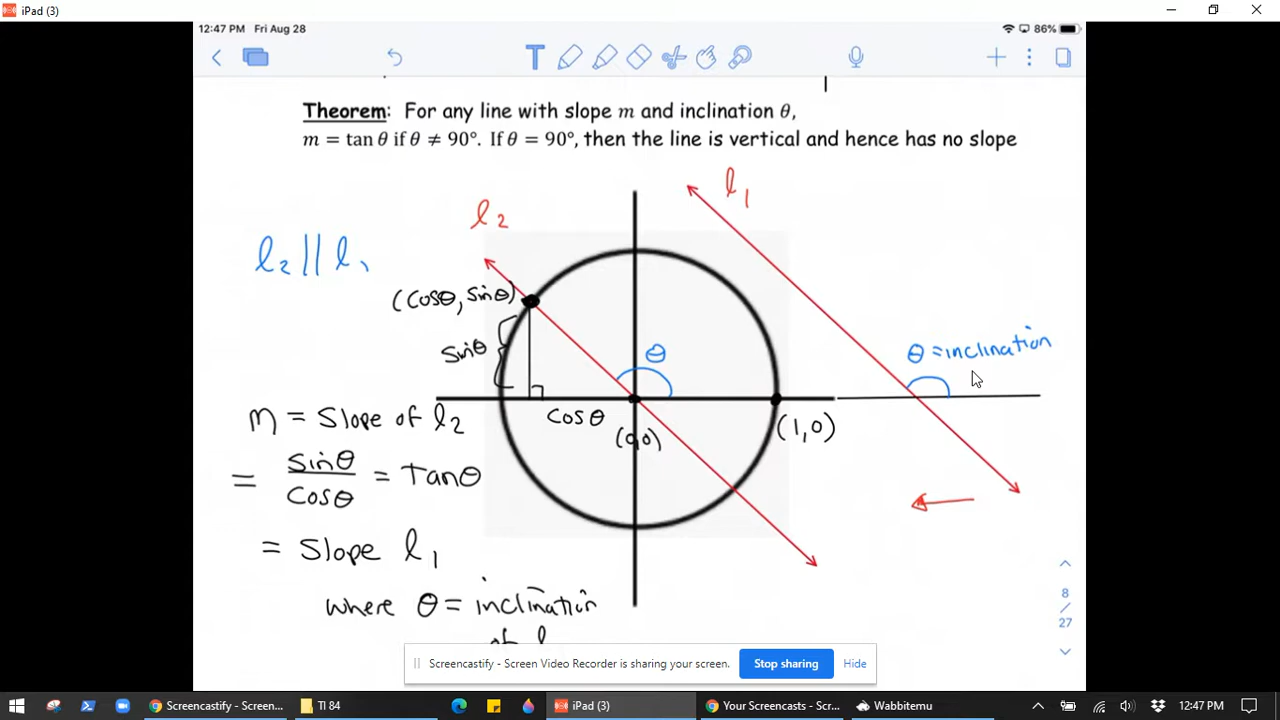 iPad (3)
12:47 PM Fri Aug 28
86%
T
Theorem: For any line with slope m and inclination θ,
m = tan θ if θ ≠ 90°. If θ = 90°, then the line is vertical and hence has no slope
l₁
l₂
l₂ || l₁
(cosθ, sinθ)
sinθ
θ
θ = inclination
cosθ
(0,0)
(1,0)
m = Slope of l₂
= sinθ/cosθ = Tanθ
= Slope l₁
where θ = inclination
of l
8
/
27
Screencastify - Screen Video Recorder is sharing your screen.
Stop sharing
Hide
Screencastify - Screen...
TI 84
iPad (3)
Your Screencasts - S...
Wabbitemu
12:47 PM